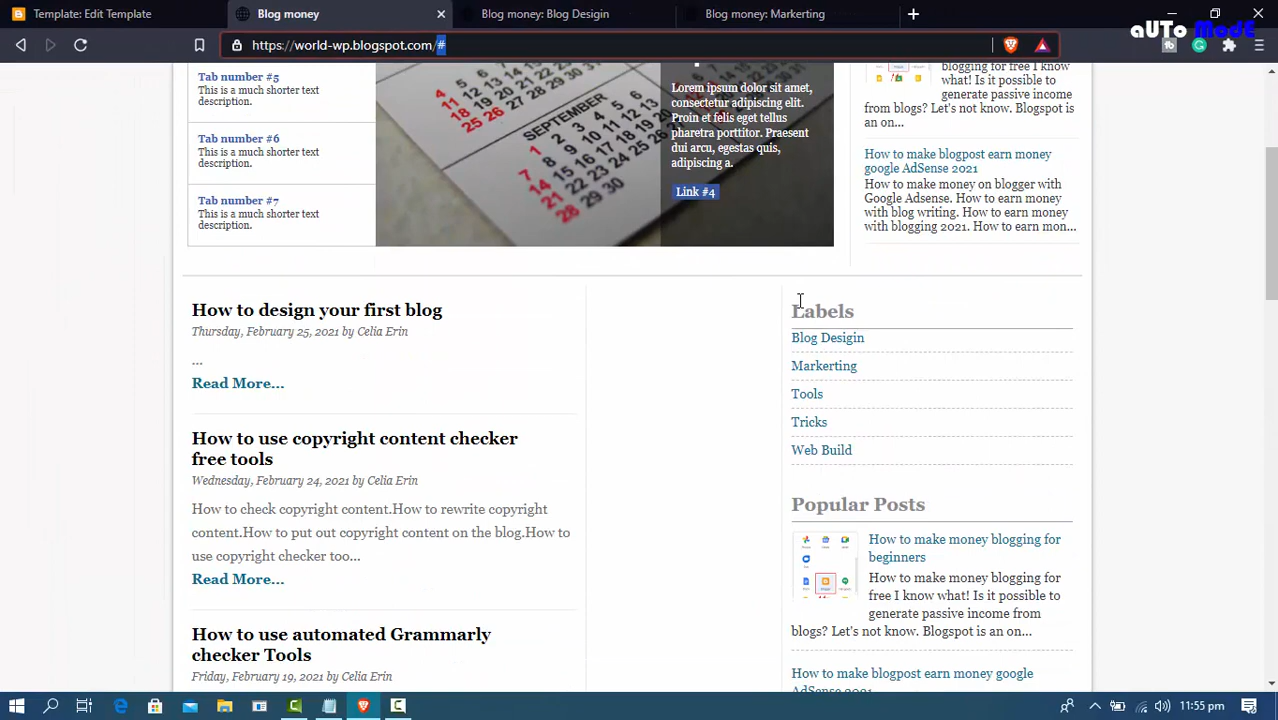 Template: Edit Template
Blog money
Blog money: Blog Desigin
Blog money: Marketing
aUTo ModE
https://world-wp.blogspot.com/#
Tab number #5
This is a much shorter text
description.
Tab number #6
This is a much shorter text
description.
Tab number #7
This is a much shorter text
description.
SEPTEMBER
Lorem ipsum dolor sit amet,
consectetur adipiscing elit.
Proin et felis eget tellus
pharetra porttitor. Praesent
dui arcu, egestas quis,
adipiscing a.
Link #4
blogging for beginners
free I know
what! Is it possible to
generate passive income
from blogs? Let's not know. Blogspot is
an on...
How to make blogpost earn money
google AdSense 2021
How to make money on blogger with
Google Adsense. How to earn money
with blog writing. How to earn money
with blogging 2021. How to earn mon...
How to design your first blog
Thursday, February 25, 2021 by Celia Erin
...
Read More...
How to use copyright content checker
free tools
Wednesday, February 24, 2021 by Celia Erin
How to check copyright content.How to rewrite copyright
content.How to put out copyright content on the blog.How to
use copyright checker too...
Read More...
How to use automated Grammarly
checker Tools
Friday, February 19, 2021 by Celia Erin
Labels
Blog Desigin
Markerting
Tools
Tricks
Web Build
Popular Posts
How to make money blogging for
beginners
How to make money blogging for
free I know what! Is it possible to
generate passive income from
blogs? Let's not know. Blogspot is an on...
How to make blogpost earn money google
AdSense 2021
11:55 pm